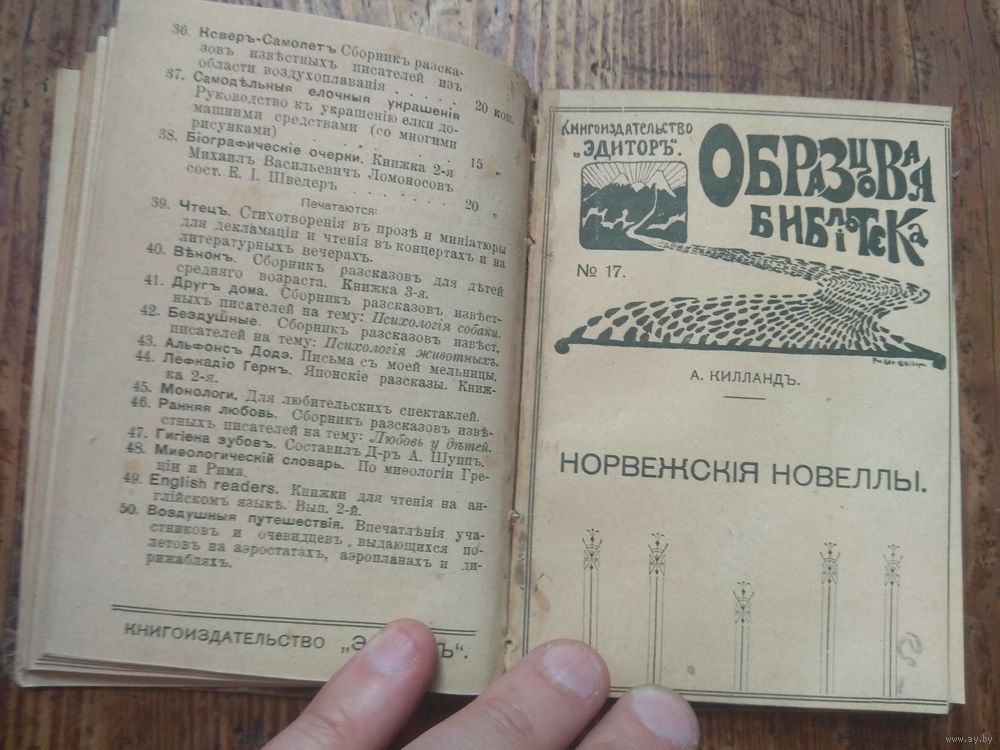 36. Коверъ-Самолетъ Сборникъ разска-
зовъ извѣстныхъ писателей изъ
области воздухоплаванія . . . . . 20 коп.
37. Самодѣльныя елочныя украшенія
Руководство къ украшенію елки до-
машними средствами (со многими
рисунками) . . . . . . 15 „
38. Біографическіе очерки. Книжка 2-я
Михаилъ Васильевичъ Ломоносовъ
сост. Е. І. Шведеръ . . . . . 20 „
Печатаются:
39. Чтецъ. Стихотворенія въ прозѣ и миніатюры
для декламаціи и чтенія въ концертахъ и на
литературныхъ вечерахъ.
40. Вѣнокъ. Сборникъ разсказовъ для дѣтей
средняго возраста. Книжка 3-я.
41. Другъ дома. Сборникъ разсказовъ извѣст-
ныхъ писателей на тему: Психологія собаки.
42. Бездушные. Сборникъ разсказовъ извѣст.
писателей на тему: Психологія животныхъ.
43. Альфонсъ Додэ. Письма съ моей мельницы.
44. Лефкадіо Гернъ. Японскіе разсказы. Книж-
ка 2-я.
45. Монологи. Для любительскихъ спектаклей.
46. Ранняя любовь. Сборникъ разсказовъ извѣ-
стныхъ писателей на тему: Любовь у дѣтей.
47. Гигіена зубовъ. Составилъ Д-ръ А. Шуппъ.
48. Миѳологическій словарь. По миѳологіи Гре-
ціи и Рима.
49. English readers. Книжки для чтенія на ан-
глійскомъ языкѣ. Вып. 2-й.
50. Воздушныя путешествія. Впечатлѣнія уча-
стниковъ и очевидцевъ выдающихся по-
летовъ на аэростатахъ, аэропланахъ и ди-
рижабляхъ.
КНИГОИЗДАТЕЛЬСТВО
Книгоиздательство
„Эдиторъ“.
Образцовая
Библіотека
№ 17.
А. КИЛЛАНДЪ.
НОРВЕЖСКІЯ НОВЕЛЛЫ.
www.ay.by